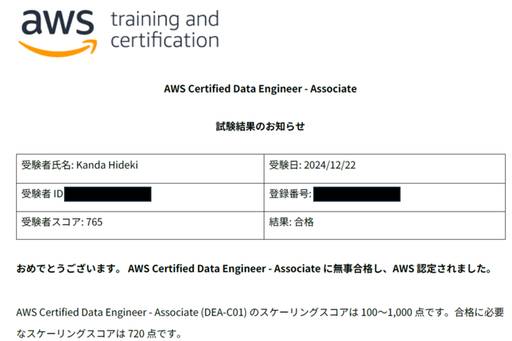 aws training and
certification
AWS Certified Data Engineer - Associate
試験結果のお知らせ
受験者氏名: Kanda Hideki 受験日: 2024/12/22
受験者 ID 登録番号:
受験者スコア: 765 結果: 合格
おめでとうございます。 AWS Certified Data Engineer - Associate に無事合格し、AWS 認定されました。
AWS Certified Data Engineer - Associate (DEA-C01) のスケーリングスコアは 100～1,000 点です。合格に必要
なスケーリングスコアは 720 点です。